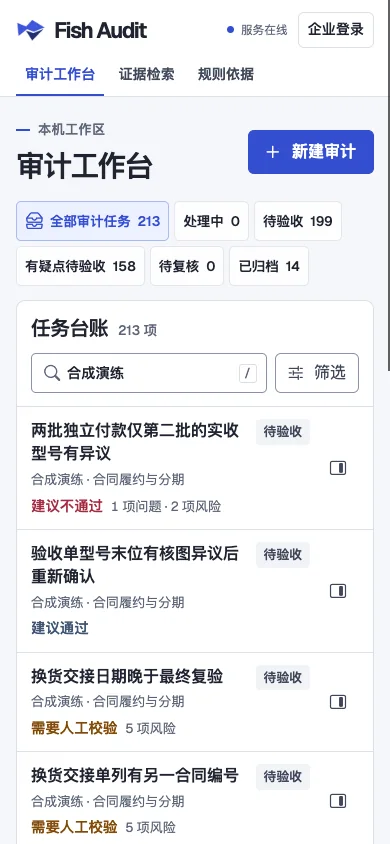 Fish Audit
服务在线
企业登录
审计工作台 证据检索 规则依据
本机工作区
审计工作台
新建审计
全部审计任务 213 处理中 0 待验收 199
有疑点待验收 158 待复核 0 已归档 14
任务台账 213 项
合成演练 /
筛选
两批独立付款仅第二批的实收
型号有异议
待验收
合成演练 · 合同履约与分期
建议不通过 1 项问题 · 2 项风险
验收单型号末位有核图异议后
重新确认
待验收
合成演练 · 合同履约与分期
建议通过
换货交接日期晚于最终复验
待验收
合成演练 · 合同履约与分期
需要人工校验 5 项风险
换货交接单列有另一合同编号
待验收
合成演练 · 合同履约与分期
需要人工校验 5 项风险